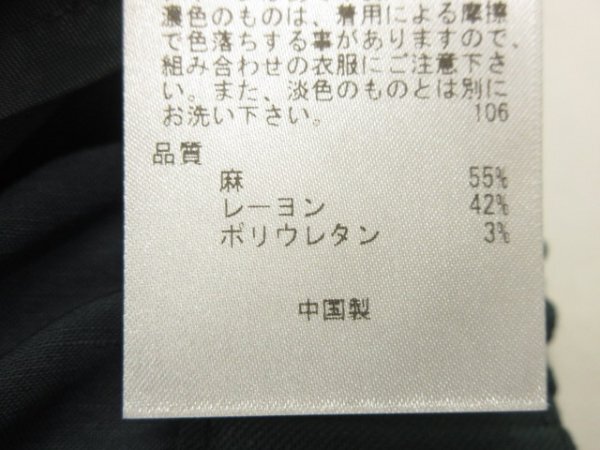 濃色のものは、着用による摩擦
で色落ちする事がありますので、
組み合わせの衣服にご注意下さ
い。また、淡色のものとは別に
お洗い下さい。 106
品質
麻 55%
レーヨン 42%
ポリウレタン 3%
中国製